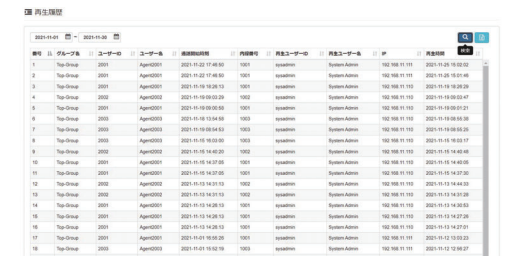 再生履歴
2021-11-01 ~ 2021-11-26
検索
番号 グループ名 ユーザーID ユーザー名 通話開始時間 内線番号 再生ユーザーID 再生ユーザー名 IP 再生時間
1 Top-Group 2001 Agent2001 2021-11-22 17:46:50 1001 sysadmin System Admin 192.168.11.111 2021-11-25 15:02:02
2 Top-Group 2001 Agent2001 2021-11-22 17:46:50 1001 sysadmin System Admin 192.168.11.111 2021-11-25 15:01:46
3 Top-Group 2001 Agent2001 2021-11-19 18:26:13 1001 sysadmin System Admin 192.168.11.110 2021-11-19 18:26:28
4 Top-Group 2002 Agent2002 2021-11-19 09:03:29 1002 sysadmin System Admin 192.168.11.110 2021-11-19 09:03:47
5 Top-Group 2001 Agent2001 2021-11-19 09:00:59 1001 sysadmin System Admin 192.168.11.110 2021-11-19 09:01:21
6 Top-Group 2003 Agent2003 2021-11-18 13:54:58 1003 sysadmin System Admin 192.168.11.110 2021-11-19 08:55:38
7 Top-Group 2003 Agent2003 2021-11-19 08:54:53 1003 sysadmin System Admin 192.168.11.110 2021-11-19 08:55:25
8 Top-Group 2003 Agent2003 2021-11-15 16:03:00 1003 sysadmin System Admin 192.168.11.110 2021-11-15 16:03:17
9 Top-Group 2002 Agent2002 2021-11-15 14:40:20 1002 sysadmin System Admin 192.168.11.110 2021-11-15 14:40:48
10 Top-Group 2001 Agent2001 2021-11-15 14:37:05 1001 sysadmin System Admin 192.168.11.110 2021-11-15 14:40:05
11 Top-Group 2001 Agent2001 2021-11-15 14:37:05 1001 sysadmin System Admin 192.168.11.110 2021-11-15 14:37:30
12 Top-Group 2002 Agent2002 2021-11-13 14:31:13 1002 sysadmin System Admin 192.168.11.110 2021-11-13 14:44:33
13 Top-Group 2002 Agent2002 2021-11-13 14:31:13 1002 sysadmin System Admin 192.168.11.110 2021-11-13 14:31:28
14 Top-Group 2001 Agent2001 2021-11-13 14:26:13 1001 sysadmin System Admin 192.168.11.110 2021-11-13 14:30:53
15 Top-Group 2001 Agent2001 2021-11-13 14:26:13 1001 sysadmin System Admin 192.168.11.110 2021-11-13 14:27:29
16 Top-Group 2001 Agent2001 2021-11-13 14:26:13 1001 sysadmin System Admin 192.168.11.110 2021-11-13 14:27:01
17 Top-Group 2001 Agent2001 2021-11-01 16:55:26 1001 sysadmin System Admin 192.168.11.111 2021-11-12 13:03:23
18 Top-Group 2003 Agent2003 2021-11-01 16:52:19 1003 sysadmin System Admin 192.168.11.111 2021-11-12 12:56:27